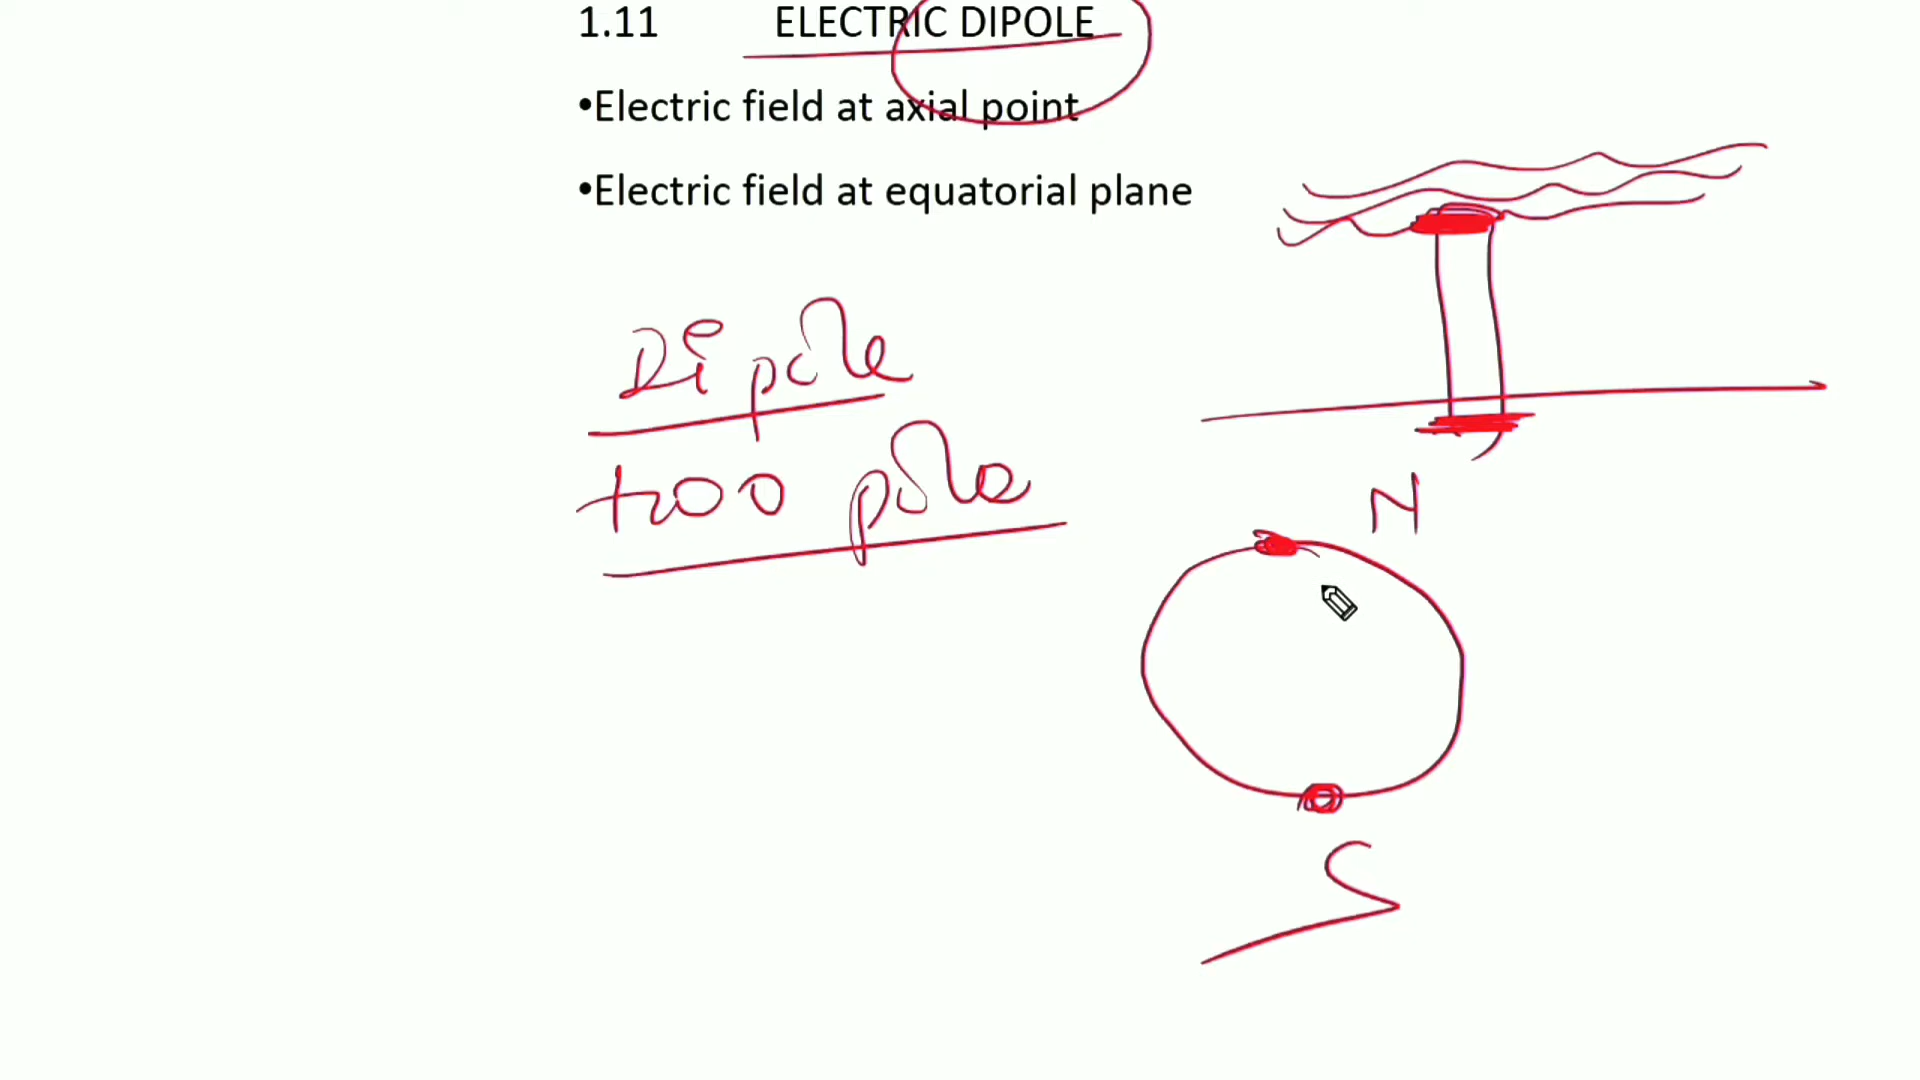 1.11 ELECTRIC DIPOLE
•Electric field at axial point
•Electric field at equatorial plane
Dipole
two pole
N
S